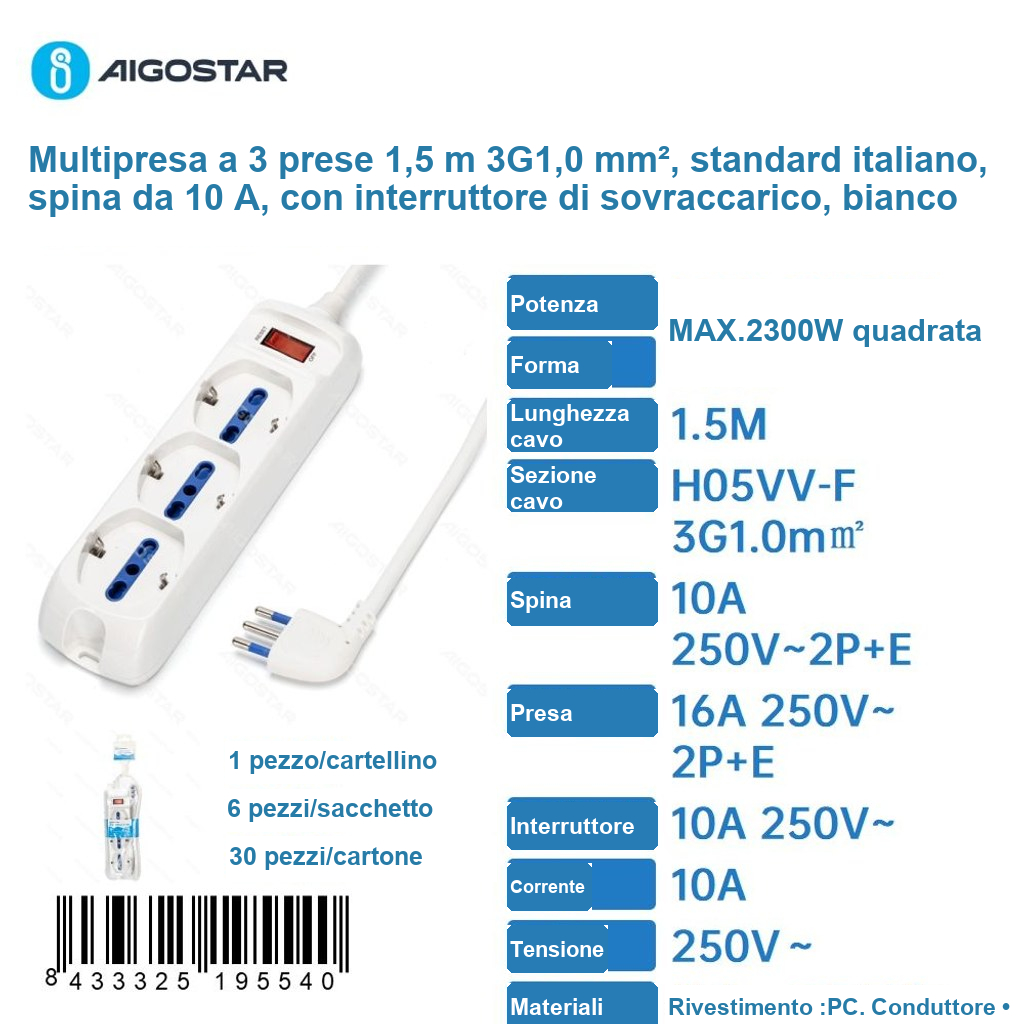 AIGOSTAR
Multipresa a 3 prese 1,5 m 3G1,0 mm², standard italiano,
spina da 10 A, con interruttore di sovraccarico, bianco
Potenza
MAX.2300W quadrata
Forma
Lunghezza
cavo
1.5M
Sezione
cavo
H05VV-F
3G1.0m㎡
Spina
10A
250V~2P+E
Presa
16A 250V~
2P+E
Interruttore
10A 250V~
Corrente
10A
Tensione
250V~
Materiali
Rivestimento :PC. Conduttore •
RESET
OFF
AIGOSTAR
1 pezzo/cartellino
6 pezzi/sacchetto
30 pezzi/cartone
8 433325 195540